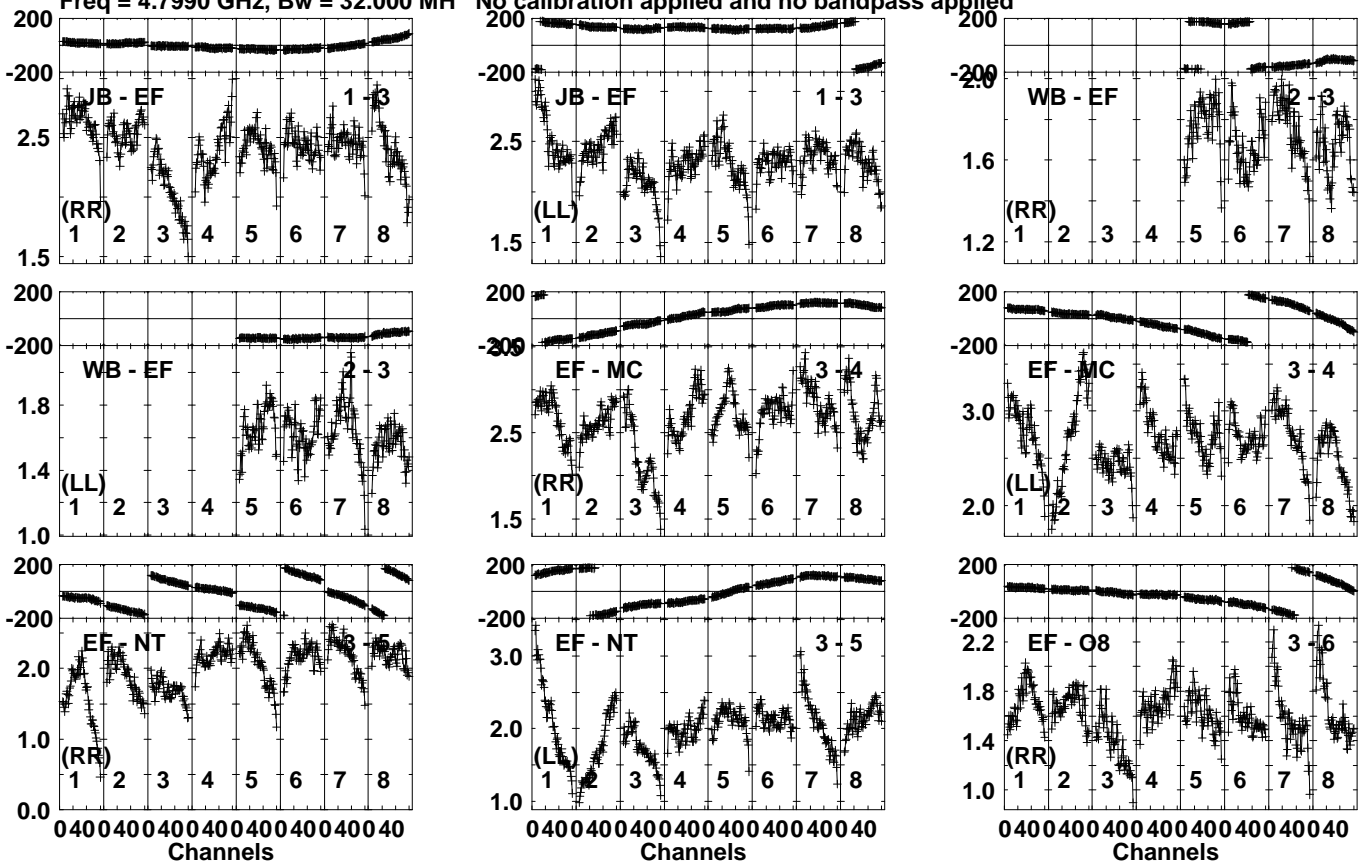 Freq = 4.7990 GHz, Bw = 32.000 MH No calibration applied and no bandpass applied
200
-200
JB - EF 1 - 3
2.5
(RR)
1 2 3 4 5 6 7 8
1.5
200
-200
JB - EF 1 - 3
2.5
(LL)
1 2 3 4 5 6 7 8
1.5
200
-200
2.0
WB - EF 2 - 3
1.6
(RR)
1 2 3 4 5 6 7 8
1.2
200
-200
WB - EF 2 - 3
1.8
1.4
(LL)
1 2 3 4 5 6 7 8
1.0
200
-200
3.5
EF - MC 3 - 4
2.5
(RR)
1 2 3 4 5 6 7 8
1.5
200
-200
EF - MC 3 - 4
3.0
(LL)
1 2 3 4 5 6 7 8
2.0
200
-200
EF - NT 3 - 5
2.0
1.0
(RR)
1 2 3 4 5 6 7 8
0.0
0 40 0 40 0 40 0 40 0 40 0 40 0 40 0 40
Channels
200
-200
EF - NT 3 - 5
3.0
2.0
(LL)
1 2 3 4 5 6 7 8
1.0
0 40 0 40 0 40 0 40 0 40 0 40 0 40 0 40
Channels
200
-200
EF - O8 3 - 6
2.2
1.8
1.4
(RR)
1 2 3 4 5 6 7 8
1.0
0 40 0 40 0 40 0 40 0 40 0 40 0 40 0 40
Channels